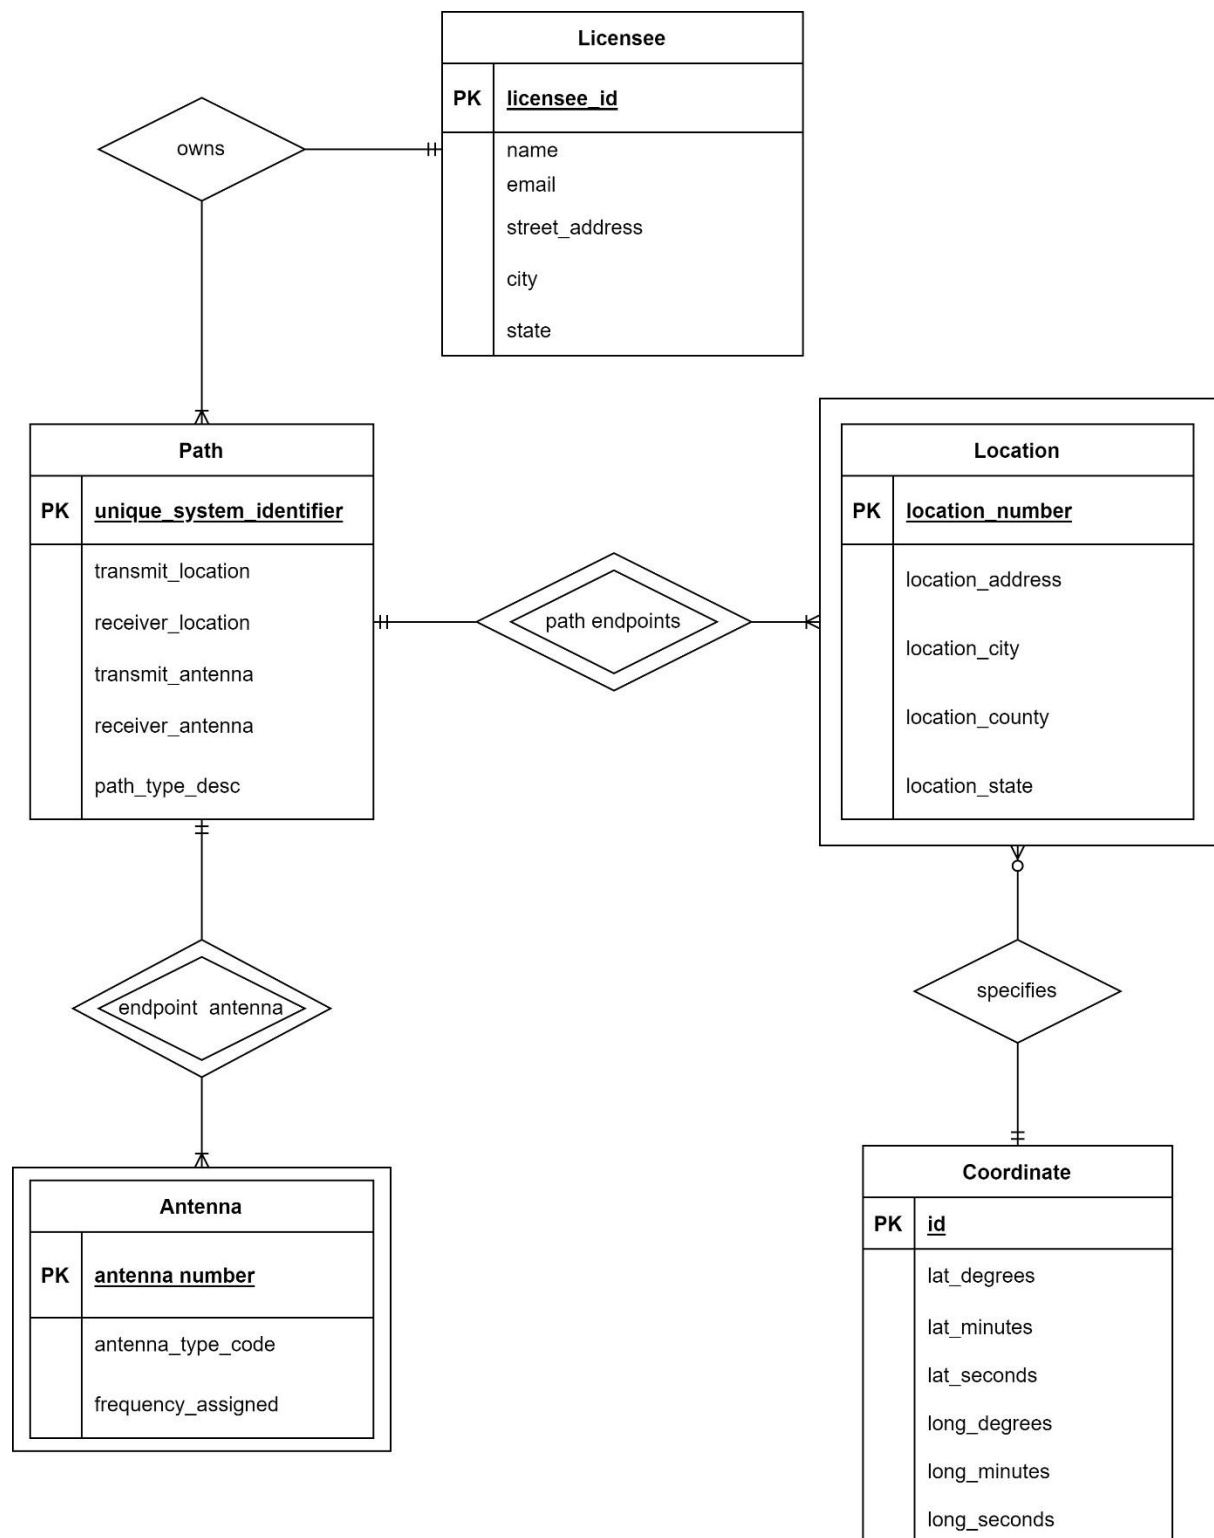 Licensee
PK licensee_id
name
email
street_address
city
state
owns
Path
PK unique_system_identifier
transmit_location
receiver_location
transmit_antenna
receiver_antenna
path_type_desc
path endpoints
Location
PK location_number
location_address
location_city
location_county
location_state
endpoint antenna
specifies
Antenna
PK antenna number
antenna_type_code
frequency_assigned
Coordinate
PK id
lat_degrees
lat_minutes
lat_seconds
long_degrees
long_minutes
long_seconds